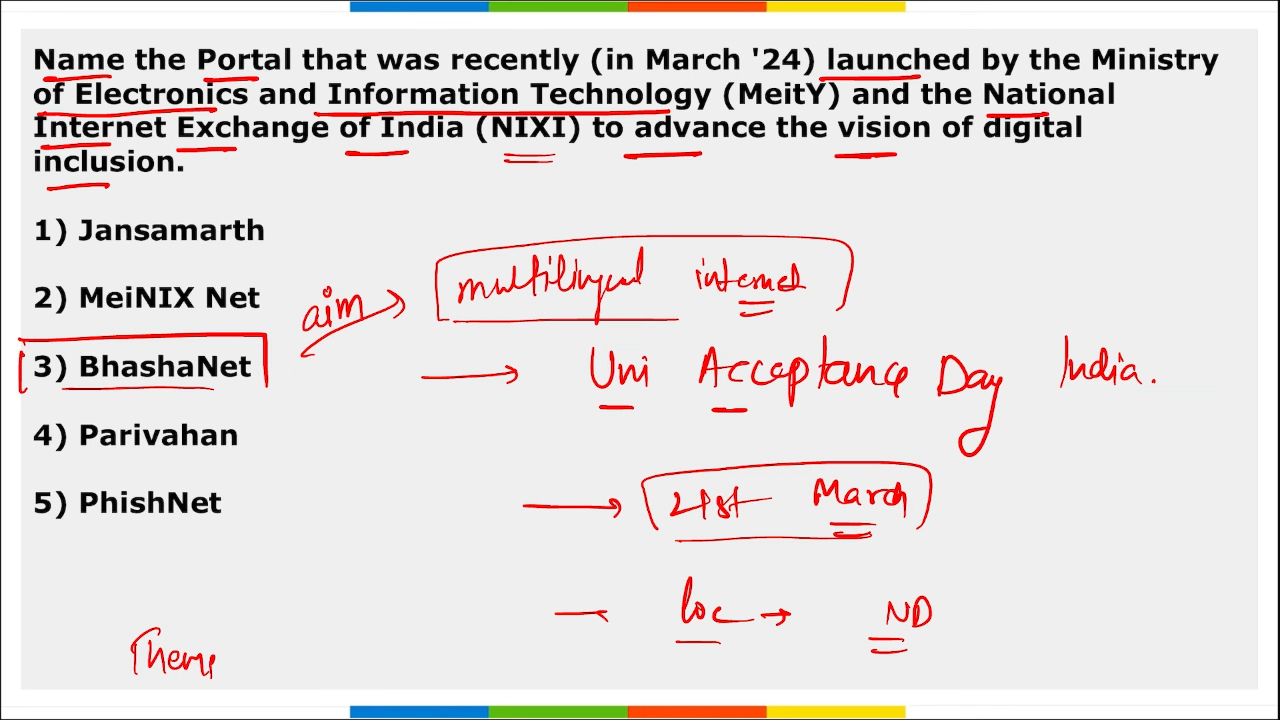 Name the Portal that was recently (in March '24) launched by the Ministry
of Electronics and Information Technology (MeitY) and the National
Internet Exchange of India (NIXI) to advance the vision of digital
inclusion.
1) Jansamarth
2) MeiNIX Net
aim multilingual internet
3) BhashaNet
Uni Acceptance Day India.
4) Parivahan
5) PhishNet
21st March
loc → ND
Theme